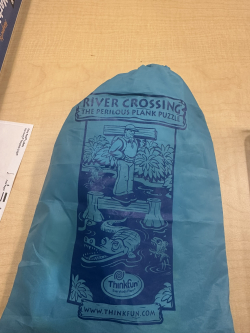 RIVER CROSSING
THE PERILOUS PLANK PUZZLE
ThinkFun
WWW.THINKFUN.COM